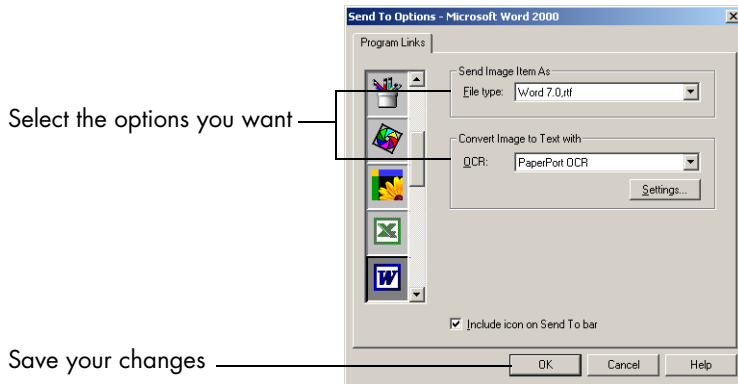 Send To Options - Microsoft Word 2000
Program Links
Send Image Item As
File type: Word 7.0,rtf
Select the options you want
Convert Image to Text with
OCR: PaperPort OCR
Settings...
Include icon on Send To bar
Save your changes
OK Cancel Help